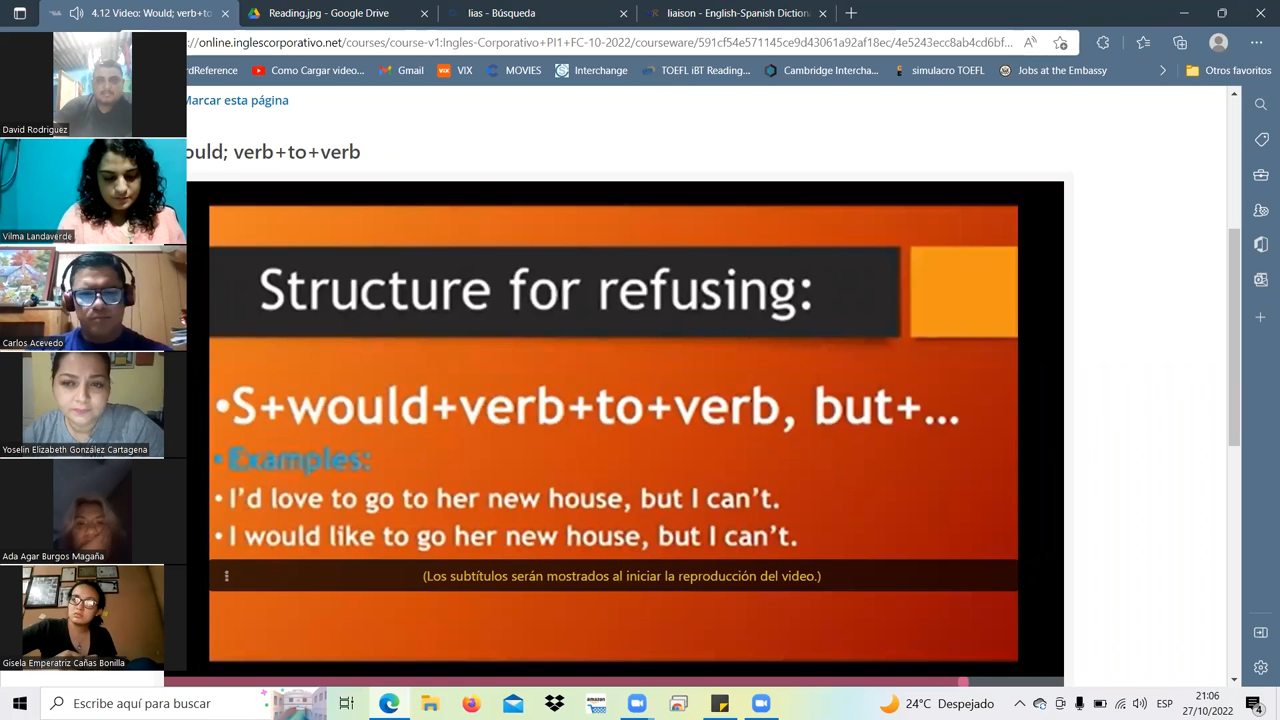 4.12 Video: Would; verb+to+
Reading.jpg - Google Drive
lias - Búsqueda
liaison - English-Spanish Dictiona
://online.inglescorporativo.net/courses/course-v1:Ingles-Corporativo+PI1+FC-10-2022/courseware/591cf54e571145ce9d43061a92af18ec/4e5243ecc8ab4cd6bf...
rdReference
Como Cargar video...
Gmail
VIX
MOVIES
Interchange
TOEFL iBT Reading...
Cambridge Intercha...
simulacro TOEFL
Jobs at the Embassy
Otros favoritos
Marcar esta página
David Rodriguez
ould; verb+to+verb
Vilma Landaverde
Structure for refusing:
Carlos Acevedo
•S+would+verb+to+verb, but+...
Yoselin Elizabeth González Cartagena
• Examples:
• I'd love to go to her new house, but I can't.
• I would like to go her new house, but I can't.
Ada Agar Burgos Magaña
(Los subtítulos serán mostrados al iniciar la reproducción del video.)
Gisela Emperatriz Cañas Bonilla
Escribe aquí para buscar
24°C Despejado
ESP
21:06
27/10/2022
4